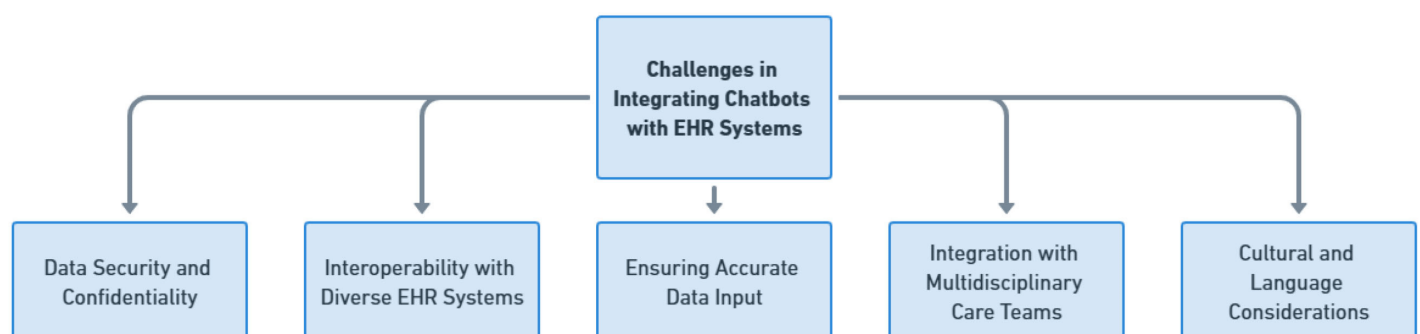 Challenges in
Integrating Chatbots
with EHR Systems
Data Security and
Confidentiality
Interoperability with
Diverse EHR Systems
Ensuring Accurate
Data Input
Integration with
Multidisciplinary
Care Teams
Cultural and
Language
Considerations